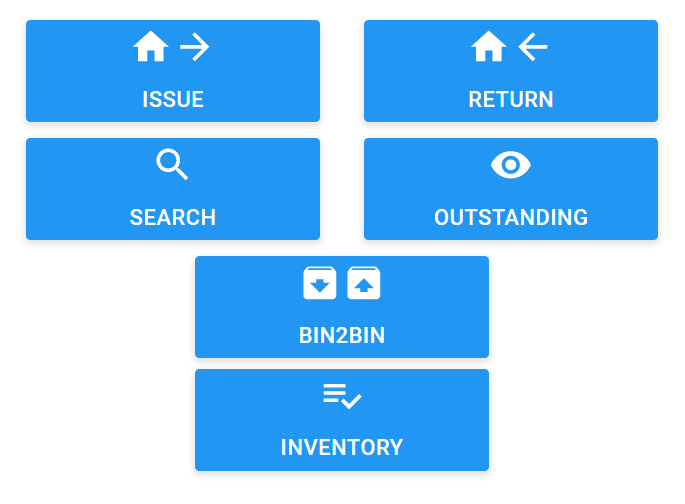 ISSUE
RETURN
SEARCH
OUTSTANDING
BIN2BIN
INVENTORY